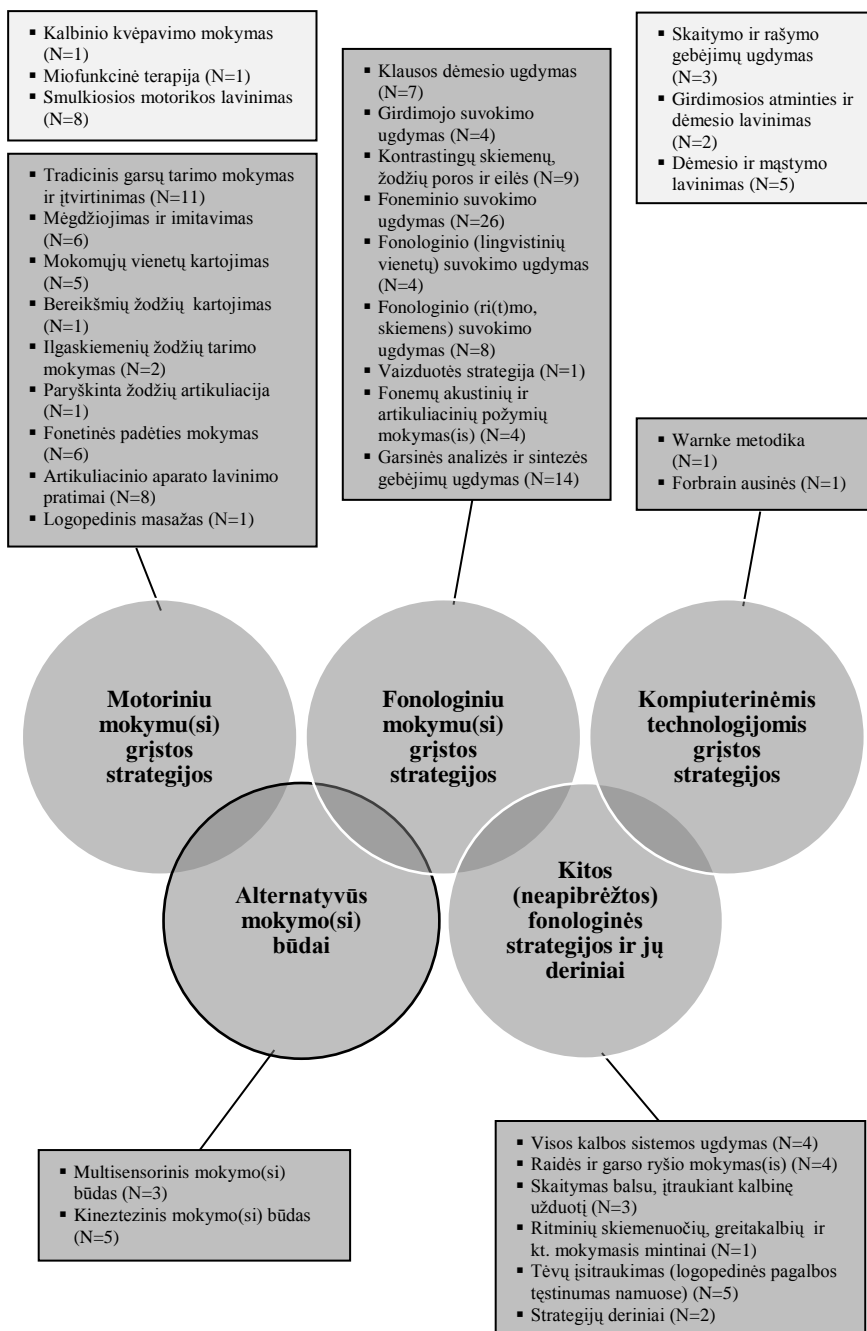 ▪ Kalbinio kvėpavimo mokymas
(N=1)
▪ Miofunkcinė terapija (N=1)
▪ Smulkiosios motorikos lavinimas
(N=8)
▪ Tradicinis garsų tarimo mokymas
ir įtvirtinimas (N=11)
▪ Mėgdžiojimas ir imitavimas
(N=6)
▪ Mokomųjų vienetų kartojimas
(N=5)
▪ Bereikšmių žodžių kartojimas
(N=1)
▪ Ilgaskiemenių žodžių tarimo
mokymas (N=2)
▪ Paryškinta žodžių artikuliacija
(N=1)
▪ Fonetinės padėties mokymas
(N=6)
▪ Artikuliacinio aparato lavinimo
pratimai (N=8)
▪ Logopedinis masažas (N=1)
▪ Klausos dėmesio ugdymas
(N=7)
▪ Girdimojo suvokimo
ugdymas (N=4)
▪ Kontrastingų skiemenų,
žodžių poros ir eilės (N=9)
▪ Foneminio suvokimo
ugdymas (N=26)
▪ Fonologinio (lingvistinių
vienetų) suvokimo ugdymas
(N=4)
▪ Fonologinio (ri(t)mo,
skiemens) suvokimo
ugdymas (N=8)
▪ Vaizduotės strategija (N=1)
▪ Fonemų akustinių ir
artikuliacinių požymių
mokymas(is) (N=4)
▪ Garsinės analizės ir sintezės
gebėjimų ugdymas (N=14)
▪ Skaitymo ir rašymo
gebėjimų ugdymas
(N=3)
▪ Girdimosios atminties ir
dėmesio lavinimas
(N=2)
▪ Dėmesio ir mąstymo
lavinimas (N=5)
▪ Warnke metodika
(N=1)
▪ Forbrain ausinės (N=1)
Motoriniu
mokymu(si)
grįstos
strategijos
Fonologiniu
mokymu(si)
grįstos
strategijos
Kompiuterinėmis
technologijomis
grįstos
strategijos
Alternatyvūs
mokymo(si)
būdai
Kitos
(neapibrėžtos)
fonologinės
strategijos ir jų
deriniai
▪ Multisensorinis mokymo(si)
būdas (N=3)
▪ Kineztezinis mokymo(si) būdas
(N=5)
▪ Visos kalbos sistemos ugdymas (N=4)
▪ Raidės ir garso ryšio mokymas(is) (N=4)
▪ Skaitymas balsu, įtraukiant kalbinę
užduotį (N=3)
▪ Ritminių skiemenuočių, greitakalbių ir
kt. mokymasis mintinai (N=1)
▪ Tėvų įsitraukimas (logopedinės pagalbos
tęstinumas namuose) (N=5)
▪ Strategijų deriniai (N=2)